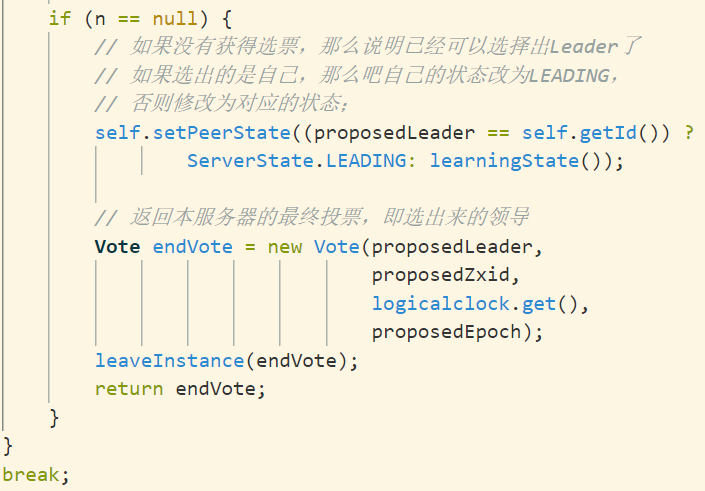 if (n == null) {
// 如果没有获得选票，那么说明已经可以选择出Leader了
// 如果选出的是自己，那么吧自己的状态改为LEADING，
// 否则修改为对应的状态；
self.setPeerState((proposedLeader == self.getId()) ?
ServerState.LEADING: learningState());
// 返回本服务器的最终投票，即选出来的领导
Vote endVote = new Vote(proposedLeader,
proposedZxid,
logicalclock.get(),
proposedEpoch);
leaveInstance(endVote);
return endVote;
}
}
break;